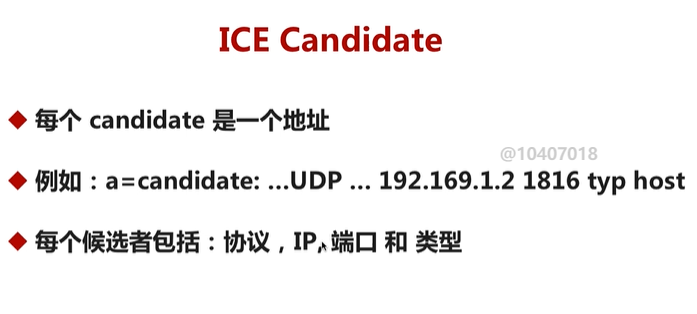 ICE Candidate
◆ 每个 candidate 是一个地址
@10407018
◆ 例如：a=candidate: ...UDP ... 192.169.1.2 1816 typ host
◆ 每个候选者包括：协议，IP，端口 和 类型